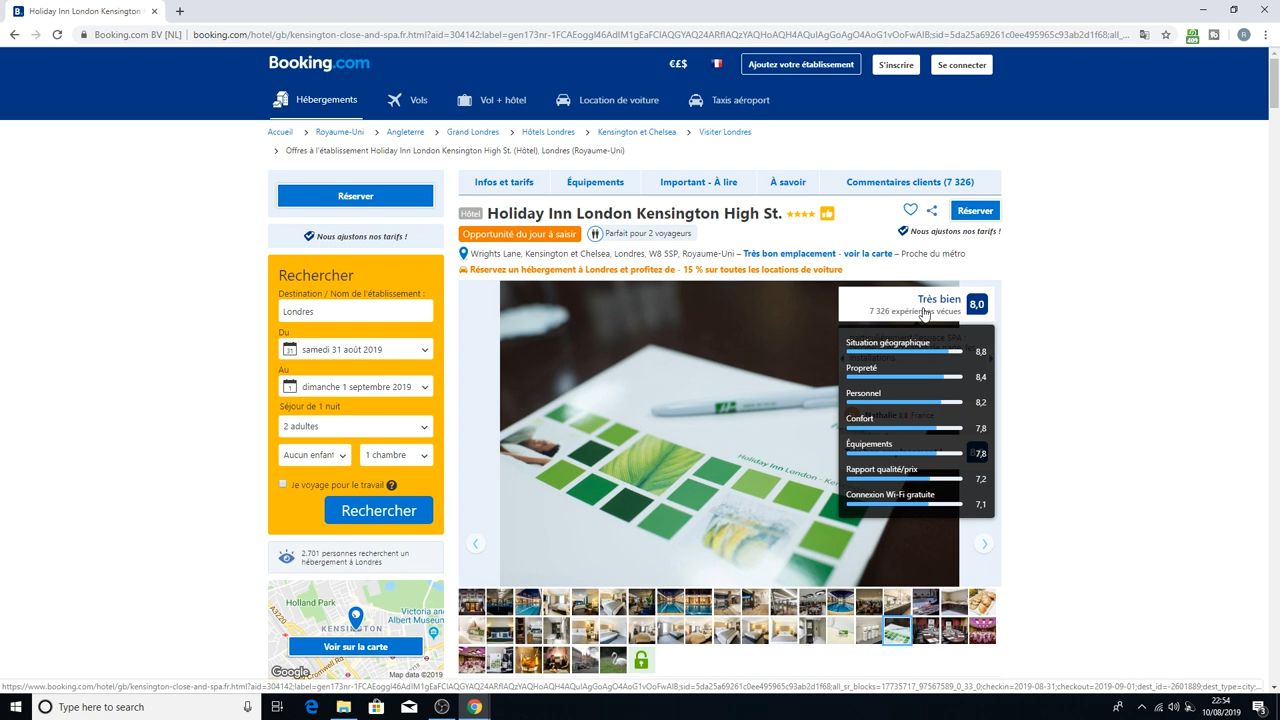 Holiday Inn London Kensington H
Booking.com BV [NL]
booking.com/hotel/gb/kensington-close-and-spa.fr.html?aid=304142;label=gen173nr-
409
R
Booking.com
€£$
Ajoutez votre établissement
S'inscrire
Se connecter
Hébergements
Vols
Vol + hôtel
Location de voiture
Taxis aéroport
Accueil > Royaume-Uni > Angleterre > Grand Londres > Hôtels Londres > Kensington et Chelsea > Visiter Londres
> Offres à l'établissement Holiday Inn London Kensington High St. (Hôtel), Londres (Royaume-Uni)
Réserver
Nous ajustons nos tarifs !
Rechercher
Destination / Nom de l'établissement :
Londres
Du
31
samedi 31 août 2019
Au
1
dimanche 1 septembre 2019
Séjour de 1 nuit
2 adultes
Aucun enfant
1 chambre
Je voyage pour le travail ?
Rechercher
2.701 personnes recherchent un
hébergement à Londres
Holland Park
A3220
KENSINGTON
Victoria and
Albert Museum
Voir sur la carte
Google
Map data ©2019
Infos et tarifs
Équipements
Important - À lire
À savoir
Commentaires clients (7 326)
Hôtel Holiday Inn London Kensington High St.
Réserver
Opportunité du jour à saisir
Parfait pour 2 voyageurs
Nous ajustons nos tarifs !
Wrights Lane, Kensington et Chelsea, Londres, W8 5SP, Royaume-Uni – Très bon emplacement - voir la carte – Proche du métro
Réservez un hébergement à Londres et profitez de - 15 % sur toutes les locations de voiture
Très bien
8,0
7 326 expériences vécues
Situation géographique
8,8
Propreté
8,4
Personnel
8,2
Confort
7,8
Équipements
7,8
Rapport qualité/prix
7,2
Connexion Wi-Fi gratuite
7,1
Holiday Inn London - Ken
Type here to search
22:54
10/08/2019
3